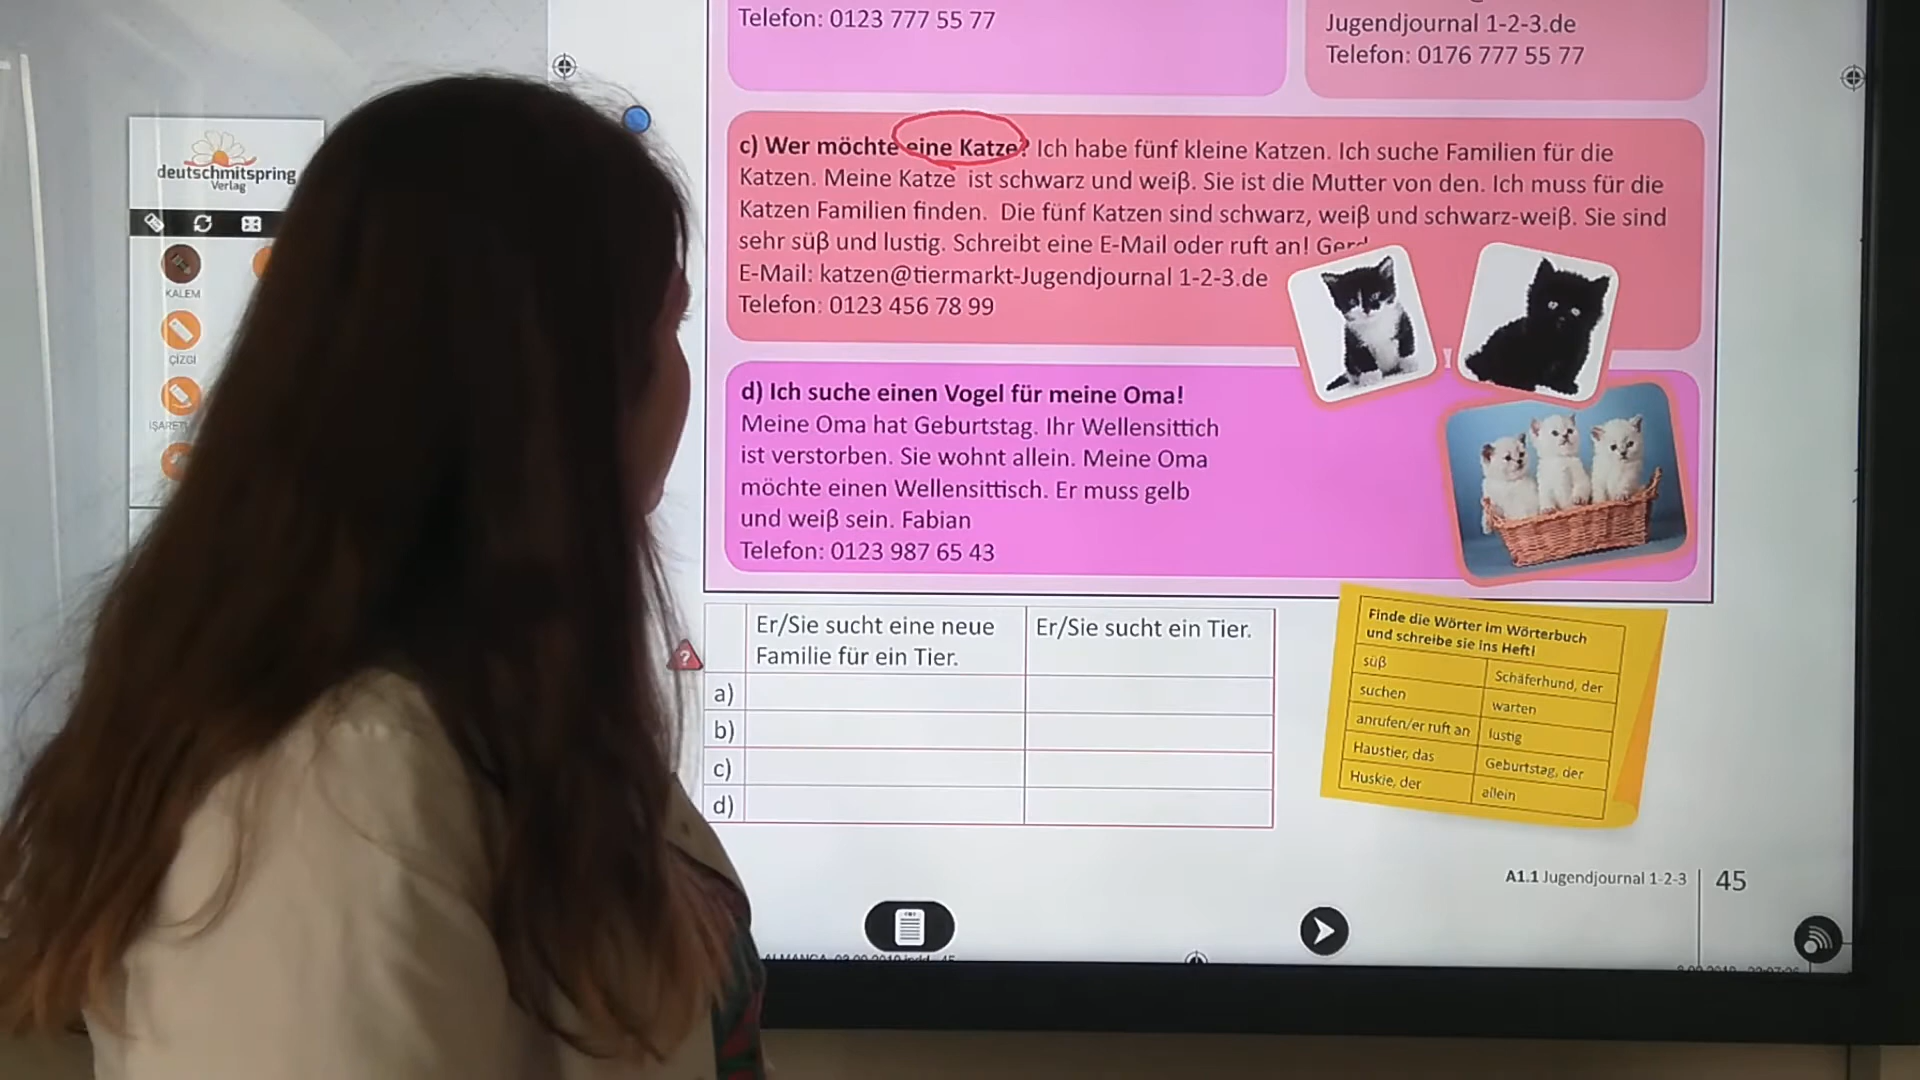 Telefon: 0123 777 55 77
Jugendjournal 1-2-3.de
Telefon: 0176 777 55 77
deutschmitspring
Verlag
KALEM
ÇİZGİ
c) Wer möchte eine Katze? Ich habe fünf kleine Katzen. Ich suche Familien für die
Katzen. Meine Katze ist schwarz und weiβ. Sie ist die Mutter von den. Ich muss für die
Katzen Familien finden. Die fünf Katzen sind schwarz, weiβ und schwarz-weiβ. Sie sind
sehr süβ und lustig. Schreibt eine E-Mail oder ruft an!
E-Mail: katzen@tiermarkt-Jugendjournal 1-2-3.de
Telefon: 0123 456 78 99
d) Ich suche einen Vogel für meine Oma!
Meine Oma hat Geburtstag. Ihr Wellensittich
ist verstorben. Sie wohnt allein. Meine Oma
möchte einen Wellensittisch. Er muss gelb
und weiβ sein. Fabian
Telefon: 0123 987 65 43
Er/Sie sucht eine neue
Familie für ein Tier.
Er/Sie sucht ein Tier.
a)
b)
c)
d)
?
Finde die Wörter im Wörterbuch
und schreibe sie ins Heft!
süβ
Schäferhund, der
suchen
warten
anrufen/er ruft an
lustig
Haustier, das
Geburtstag, der
Huskie, der
allein
A1.1 Jugendjournal 1-2-3
45